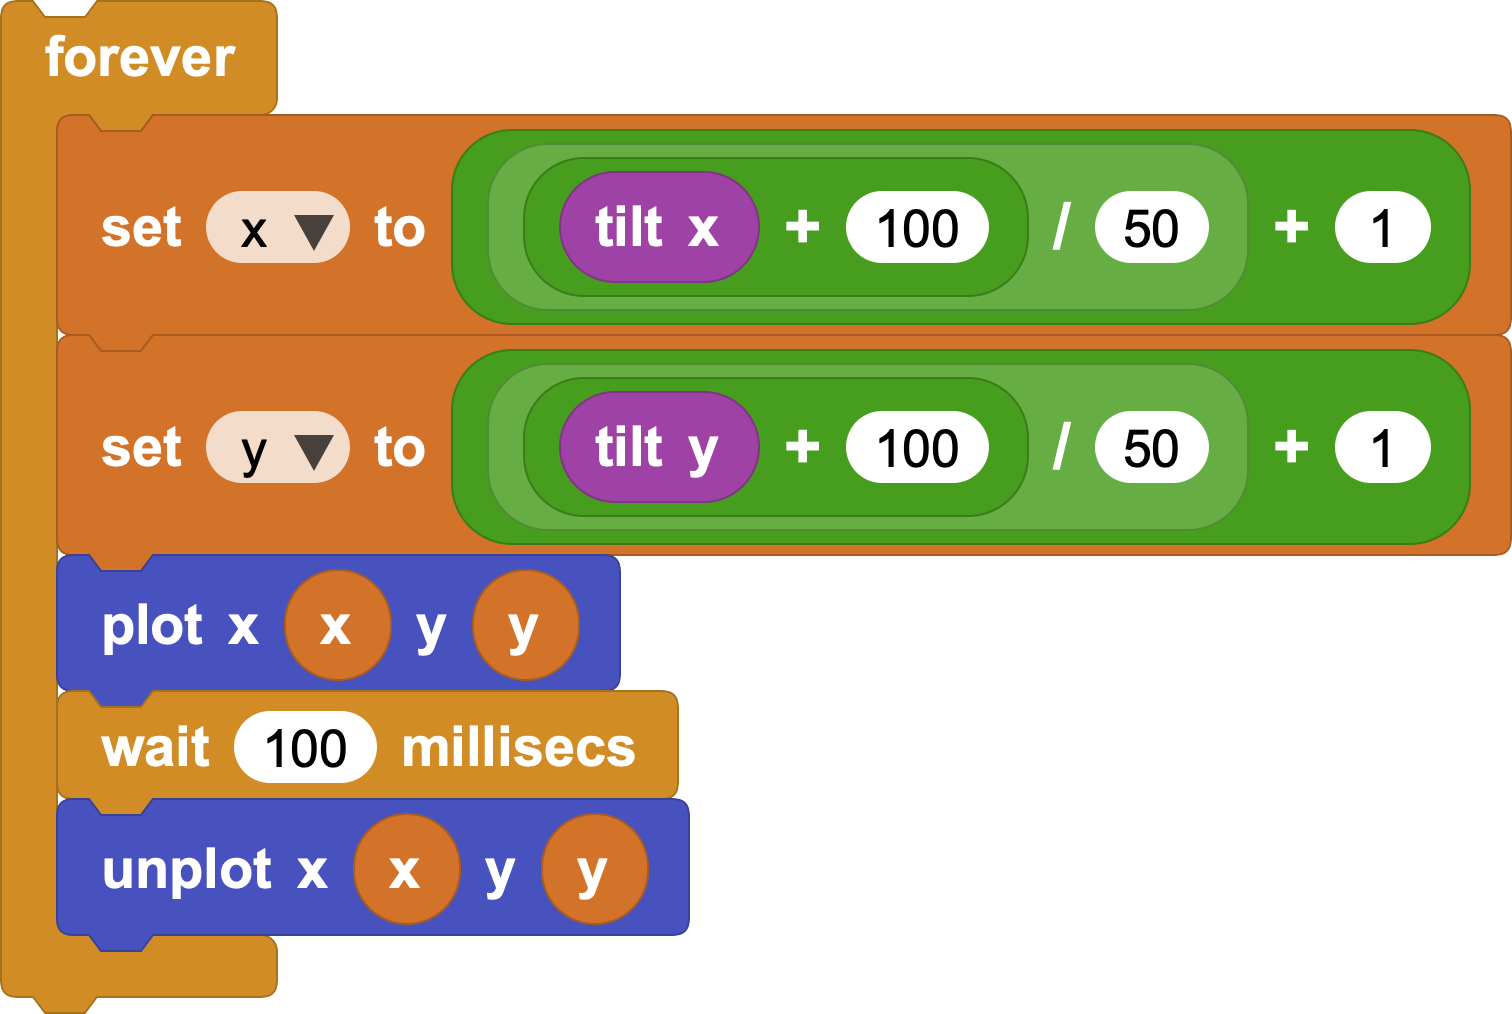 forever
set x ▼ to tilt x + 100 / 50 + 1
set y ▼ to tilt y + 100 / 50 + 1
plot x x y y
wait 100 millisecs
unplot x x y y